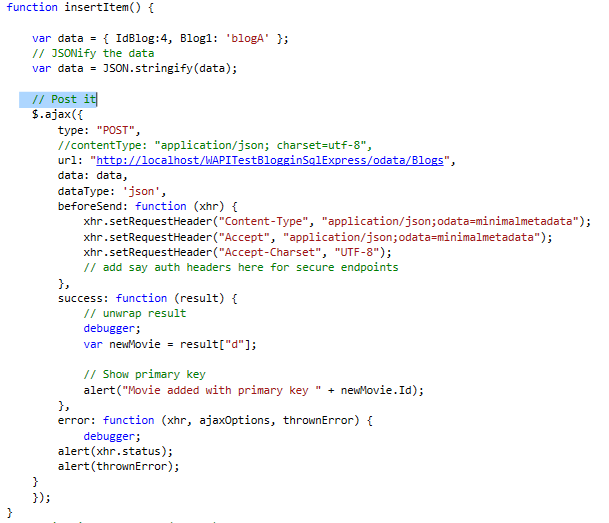 function insertItem() {
var data = { IdBlog:4, Blog1: 'blogA' };
// JSONify the data
var data = JSON.stringify(data);
// Post it
$.ajax({
type: "POST",
//contentType: "application/json; charset=utf-8",
url: "http://localhost/WAPITestBlogginSqlExpress/odata/Blogs",
data: data,
dataType: 'json',
beforeSend: function (xhr) {
xhr.setRequestHeader("Content-Type", "application/json;odata=minimalmetadata");
xhr.setRequestHeader("Accept", "application/json;odata=minimalmetadata");
xhr.setRequestHeader("Accept-Charset", "UTF-8");
// add say auth headers here for secure endpoints
},
success: function (result) {
// unwrap result
debugger;
var newMovie = result["d"];
// Show primary key
alert("Movie added with primary key " + newMovie.Id);
},
error: function (xhr, ajaxOptions, thrownError) {
debugger;
alert(xhr.status);
alert(thrownError);
}
});
}